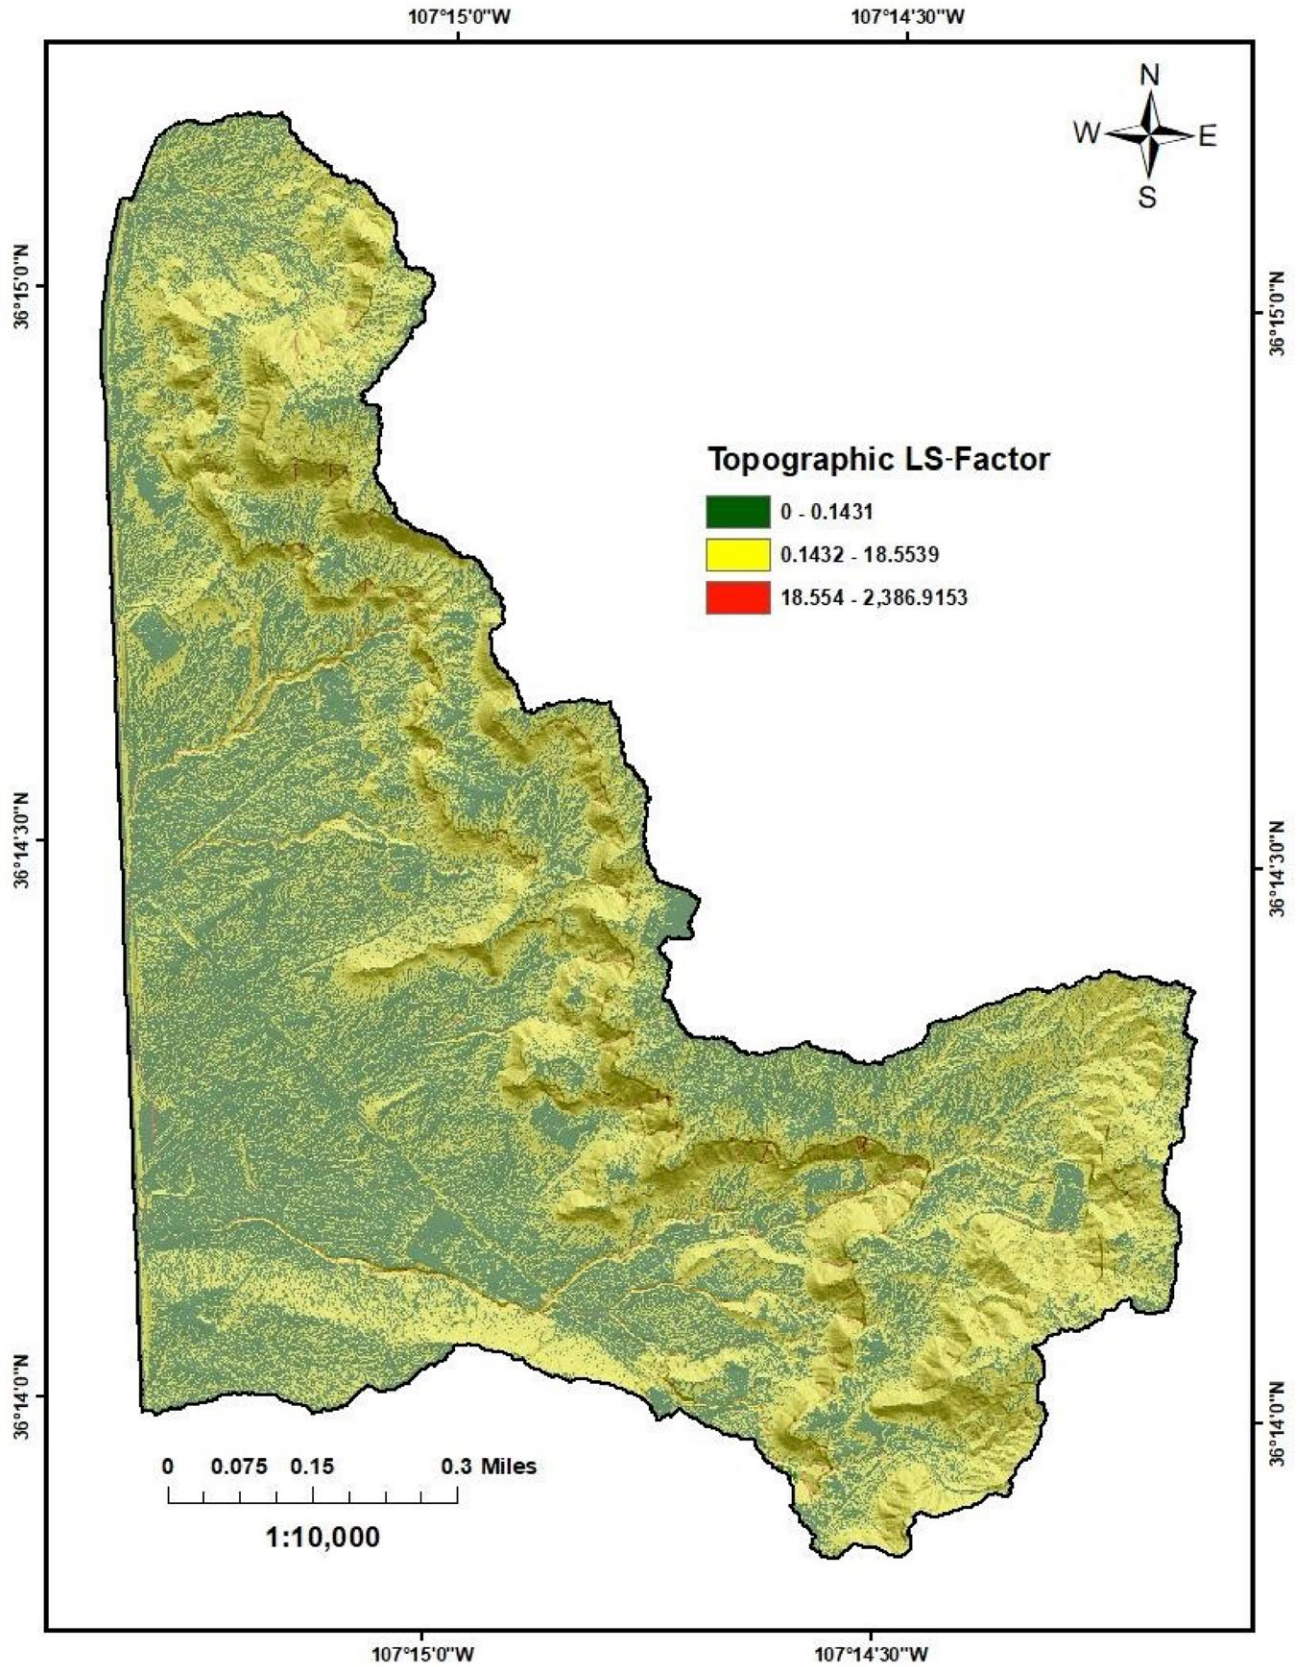 107°15'0"W 107°14'30"W
N
W E
S
36°15'0"N 36°15'0"N
Topographic LS-Factor
0 - 0.1431
0.1432 - 18.5539
18.554 - 2,386.9153
36°14'30"N 36°14'30"N
36°14'0"N 36°14'0"N
0 0.075 0.15 0.3 Miles
1:10,000
107°15'0"W 107°14'30"W